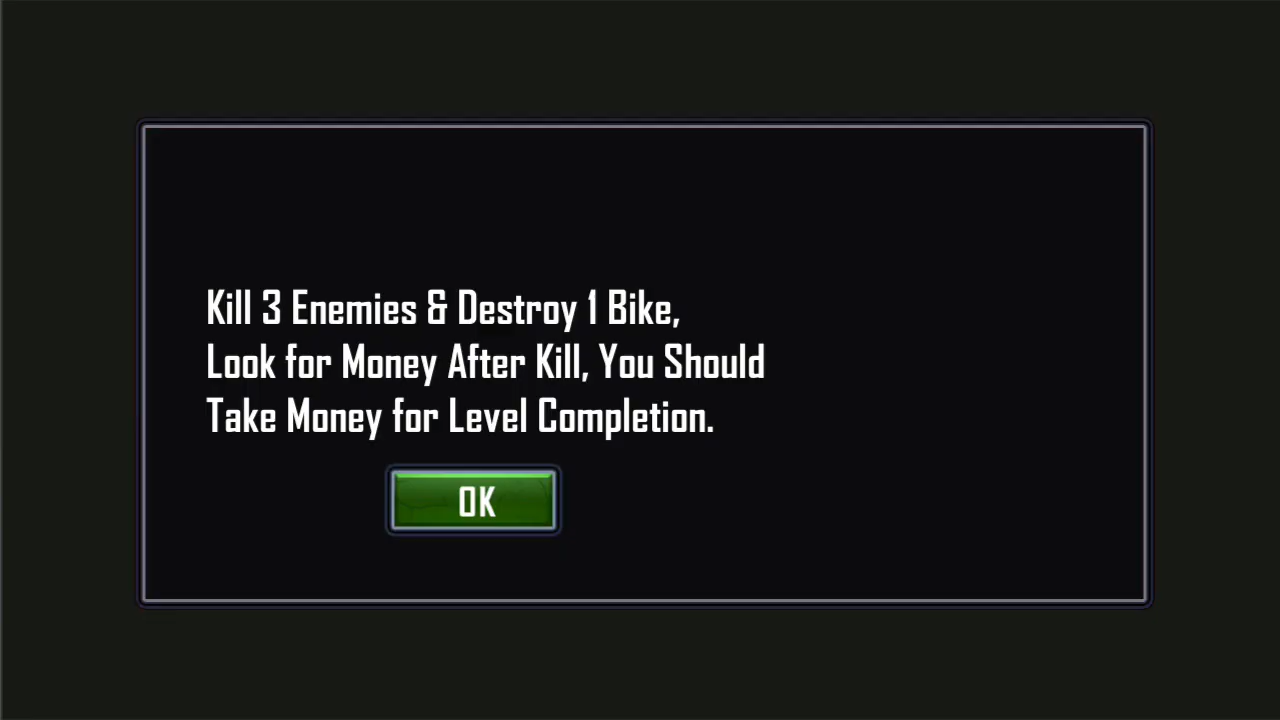 Kill 3 Enemies & Destroy 1 Bike,
Look for Money After Kill, You Should
Take Money for Level Completion.
OK